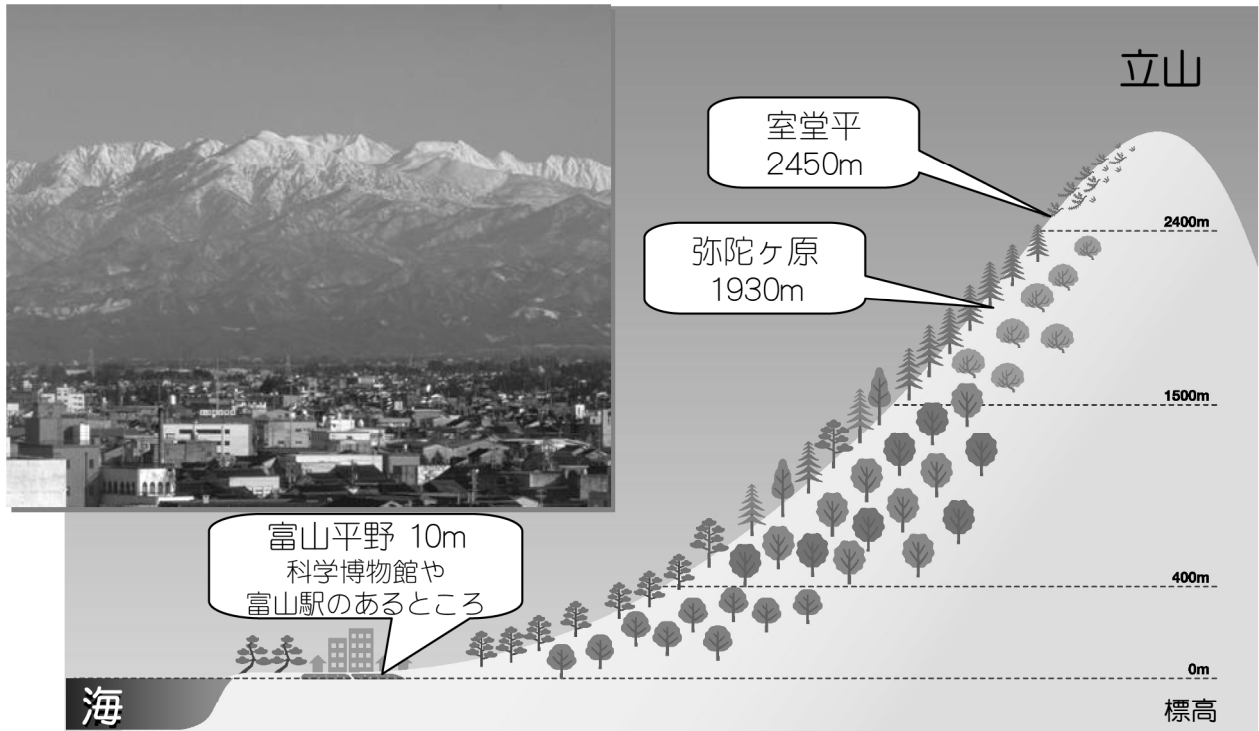 立山
室堂平
2450m
2400m
弥陀ヶ原
1930m
1500m
富山平野 10m
科学博物館や
富山駅のあるところ
400m
0m
海
標高